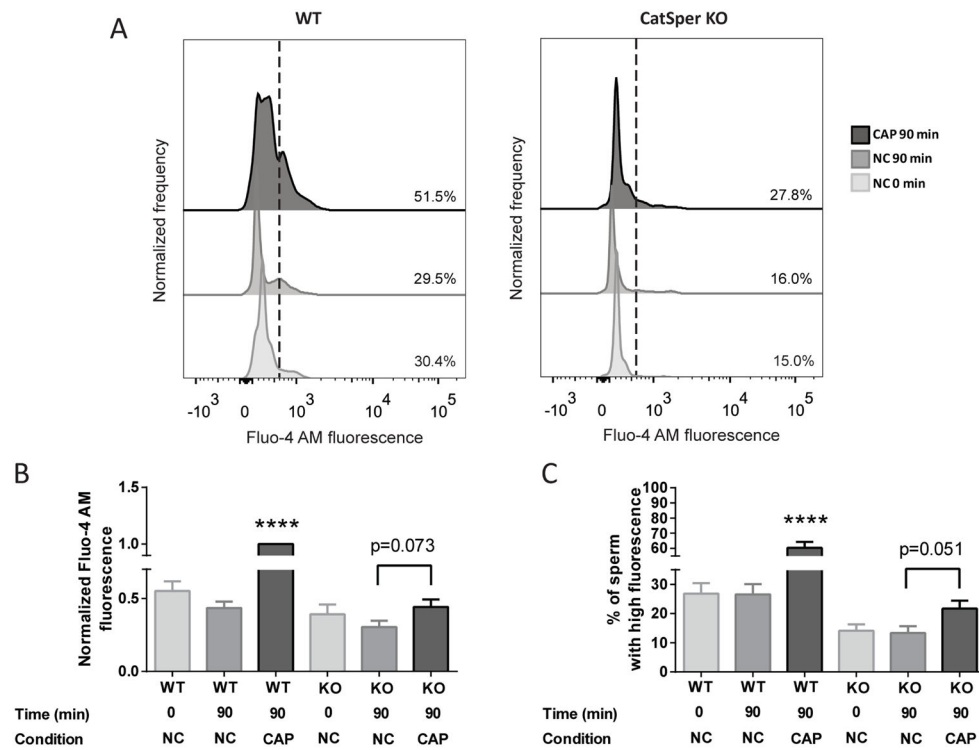 A
WT
CatSper KO
Normalized frequency
51.5%
29.5%
30.4%
-10³ 0 10³ 10⁴ 10⁵
Fluo-4 AM fluorescence
Normalized frequency
27.8%
16.0%
15.0%
-10³ 0 10³ 10⁴ 10⁵
Fluo-4 AM fluorescence
CAP 90 min
NC 90 min
NC 0 min
B
Normalized Fluo-4 AM
fluorescence
1.5
1.0
0.5
0.0
****
p=0.073
WT WT WT KO KO KO
Time (min) 0 90 90 0 90 90
Condition NC NC CAP NC NC CAP
C
% of sperm
with high fluorescence
100
90
80
70
60
30
20
10
0
****
p=0.051
WT WT WT KO KO KO
Time (min) 0 90 90 0 90 90
Condition NC NC CAP NC NC CAP